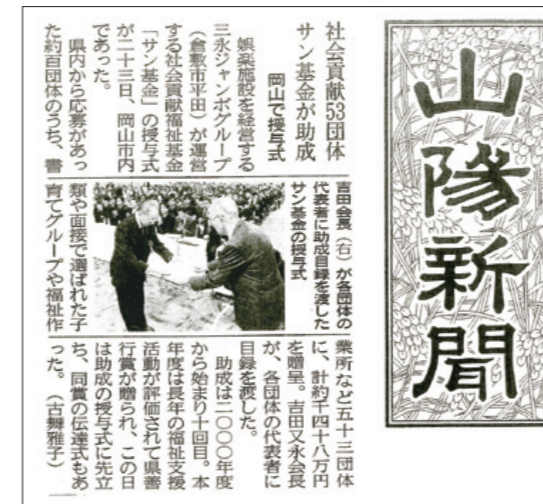 山陽新聞
社会貢献53団体
サン基金が助成
岡山で授与式
娯楽施設を経営する
三永ジャンボグループ
（倉敷市平田）が運営
する社会貢献福祉基金
「サン基金」の授与式
が二十三日、岡山市内
であった。
県内から応募があっ
た約百団体のうち、書
吉田会長（右）が各団体の
代表者に助成目録を渡した
サン基金の授与式
類や面接で選ばれた子
育てグループや福祉作
業所など五十三団体
に、計約千四十八万円
を贈呈。吉田又永会長
が、各団体の代表者に
目録を渡した。
助成は二〇〇〇年度
から始まり十回目。本
年度は長年の福祉支援
活動が評価されて県善
行賞が贈られ、この日
は助成の授与式に先立
ち、同賞の伝達式もあ
った。（古舞雅子）